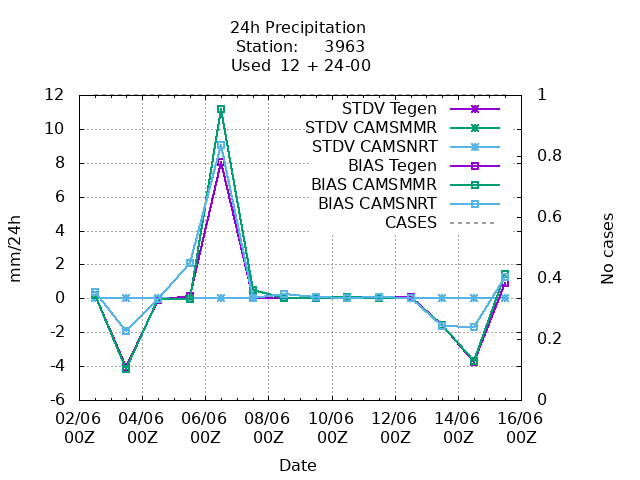 24h Precipitation
Station: 3963
Used 12 + 24-00
12
10
8
6
4
2
0
-2
-4
-6
mm/24h
1
0.8
0.6
0.4
0.2
0
No cases
STDV Tegen
STDV CAMSMMR
STDV CAMSNRT
BIAS Tegen
BIAS CAMSMMR
BIAS CAMSNRT
CASES
02/06 04/06 06/06 08/06 10/06 12/06 14/06 16/06
00Z 00Z 00Z 00Z 00Z 00Z 00Z 00Z
Date